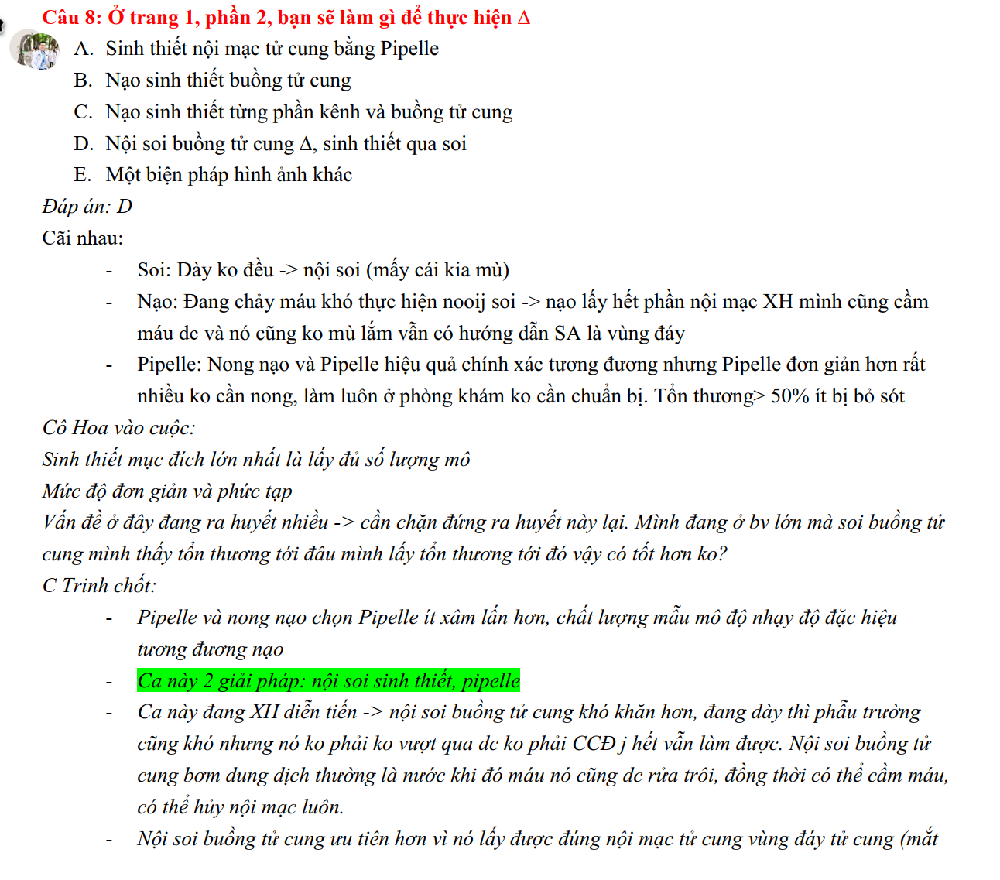 Câu 8: Ở trang 1, phần 2, bạn sẽ làm gì để thực hiện Δ
A. Sinh thiết nội mạc tử cung bằng Pipelle
B. Nạo sinh thiết buồng tử cung
C. Nạo sinh thiết từng phần kênh và buồng tử cung
D. Nội soi buồng tử cung Δ, sinh thiết qua soi
E. Một biện pháp hình ảnh khác
Đáp án: D
Cãi nhau:
- Soi: Dày ko đều -> nội soi (mấy cái kia mù)
- Nạo: Đang chảy máu khó thực hiện nooij soi -> nạo lấy hết phần nội mạc XH mình cũng cầm
máu dc và nó cũng ko mù lắm vẫn có hướng dẫn SA là vùng đáy
- Pipelle: Nong nạo và Pipelle hiệu quả chính xác tương đương nhưng Pipelle đơn giản hơn rất
nhiều ko cần nong, làm luôn ở phòng khám ko cần chuẩn bị. Tổn thương> 50% ít bị bỏ sót
Cô Hoa vào cuộc:
Sinh thiết mục đích lớn nhất là lấy đủ số lượng mô
Mức độ đơn giản và phức tạp
Vấn đề ở đây đang ra huyết nhiều -> cần chặn đứng ra huyết này lại. Mình đang ở bv lớn mà soi buồng tử
cung mình thấy tổn thương tới đâu mình lấy tổn thương tới đó vậy có tốt hơn ko?
C Trinh chốt:
- Pipelle và nong nạo chọn Pipelle ít xâm lấn hơn, chất lượng mẫu mô độ nhạy độ đặc hiệu
tương đương nạo
- Ca này 2 giải pháp: nội soi sinh thiết, pipelle
- Ca này đang XH diễn tiến -> nội soi buồng tử cung khó khăn hơn, đang dày thì phẫu trường
cũng khó nhưng nó ko phải ko vượt qua dc ko phải CCĐ j hết vẫn làm được. Nội soi buồng tử
cung bơm dung dịch thường là nước khi đó máu nó cũng dc rửa trôi, đồng thời có thể cầm máu,
có thể hủy nội mạc luôn.
- Nội soi buồng tử cung ưu tiên hơn vì nó lấy được đúng nội mạc tử cung vùng đáy tử cung (mắt